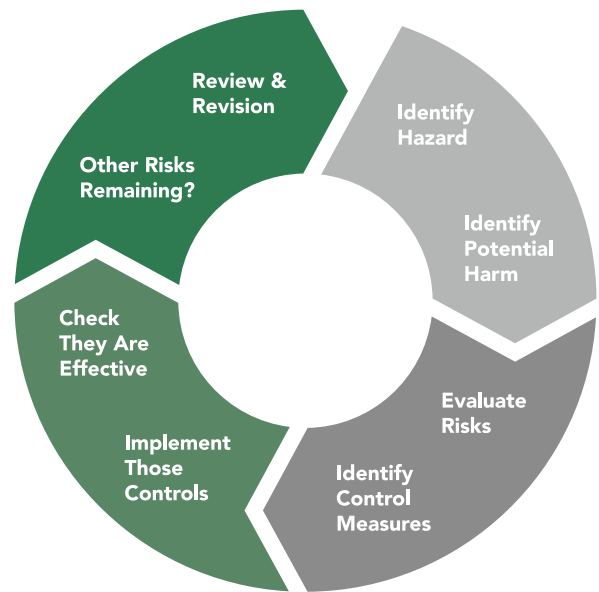 Identify
Hazard
Identify
Potential
Harm
Evaluate
Risks
Identify
Control
Measures
Implement
Those
Controls
Check
They Are
Effective
Other Risks
Remaining?
Review &
Revision